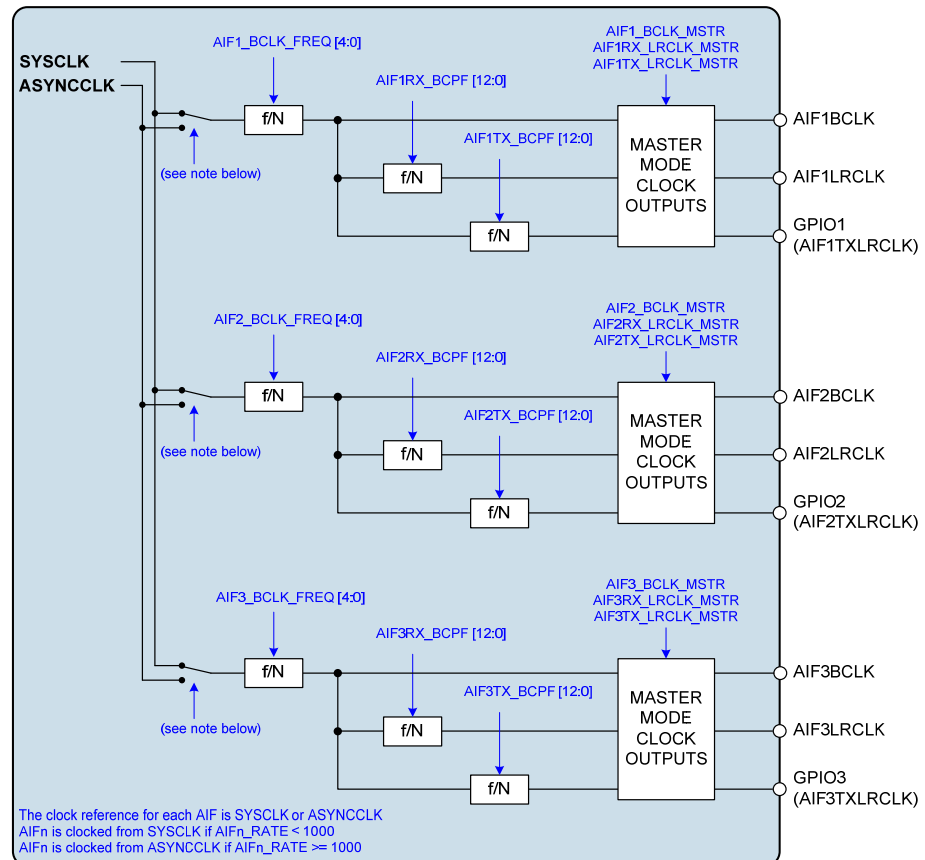 SYSCLK
ASYNCCLK
AIF1_BCLK_FREQ [4:0]
f/N
(see note below)
AIF1RX_BCPF [12:0]
f/N
AIF1TX_BCPF [12:0]
f/N
AIF1_BCLK_MSTR
AIF1RX_LRCLK_MSTR
AIF1TX_LRCLK_MSTR
MASTER
MODE
CLOCK
OUTPUTS
AIF1BCLK
AIF1LRCLK
GPIO1
(AIF1TXLRCLK)
AIF2_BCLK_FREQ [4:0]
f/N
(see note below)
AIF2RX_BCPF [12:0]
f/N
AIF2TX_BCPF [12:0]
f/N
AIF2_BCLK_MSTR
AIF2RX_LRCLK_MSTR
AIF2TX_LRCLK_MSTR
MASTER
MODE
CLOCK
OUTPUTS
AIF2BCLK
AIF2LRCLK
GPIO2
(AIF2TXLRCLK)
AIF3_BCLK_FREQ [4:0]
f/N
(see note below)
AIF3RX_BCPF [12:0]
f/N
AIF3TX_BCPF [12:0]
f/N
AIF3_BCLK_MSTR
AIF3RX_LRCLK_MSTR
AIF3TX_LRCLK_MSTR
MASTER
MODE
CLOCK
OUTPUTS
AIF3BCLK
AIF3LRCLK
GPIO3
(AIF3TXLRCLK)
The clock reference for each AIF is SYSCLK or ASYNCCLK
AIFn is clocked from SYSCLK if AIFn_RATE < 1000
AIFn is clocked from ASYNCCLK if AIFn_RATE >= 1000